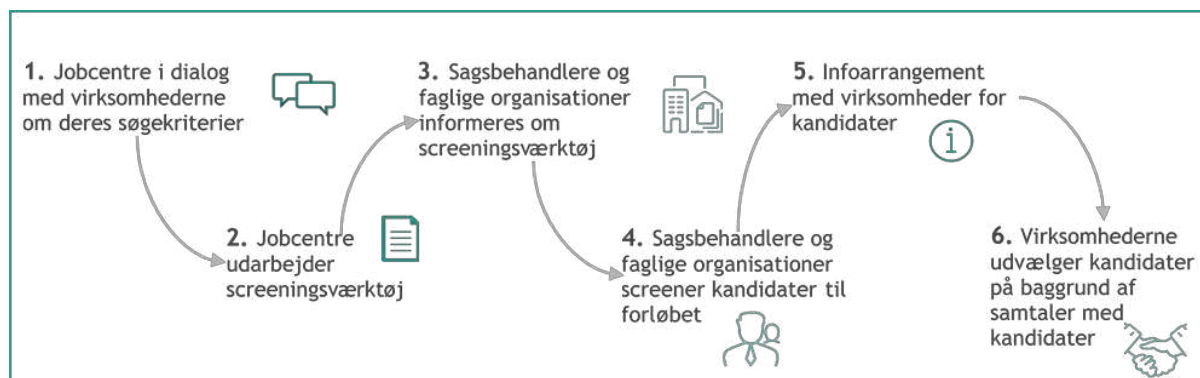 1. Jobcentre i dialog
med virksomhederne
om deres søgekriterier
2. Jobcentre
udarbejder
screeningsværktøj
3. Sagsbehandlere og
faglige organisationer
informeres om
screeningsværktøj
4. Sagsbehandlere og
faglige organisationer
screener kandidater til
forløbet
5. Infoarrangement
med virksomheder for
kandidater
6. Virksomhederne
udvælger kandidater
på baggrund af
samtaler med
kandidater